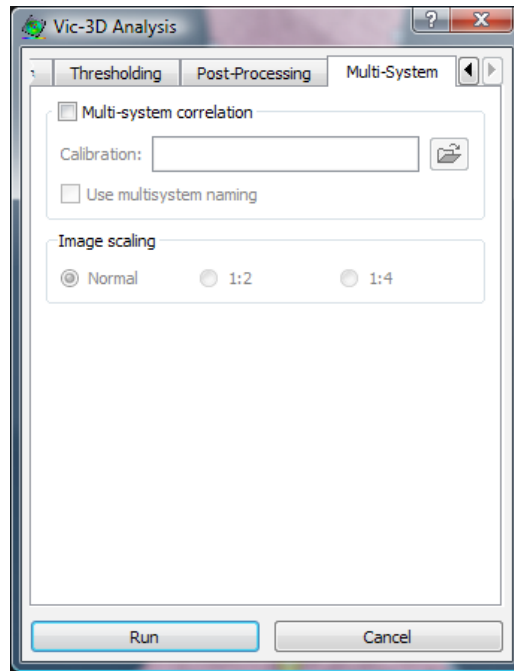 Vic-3D Analysis ?
Thresholding Post-Processing Multi-System
Multi-system correlation
Calibration:
Use multisystem naming
Image scaling
Normal 1:2 1:4
Run Cancel